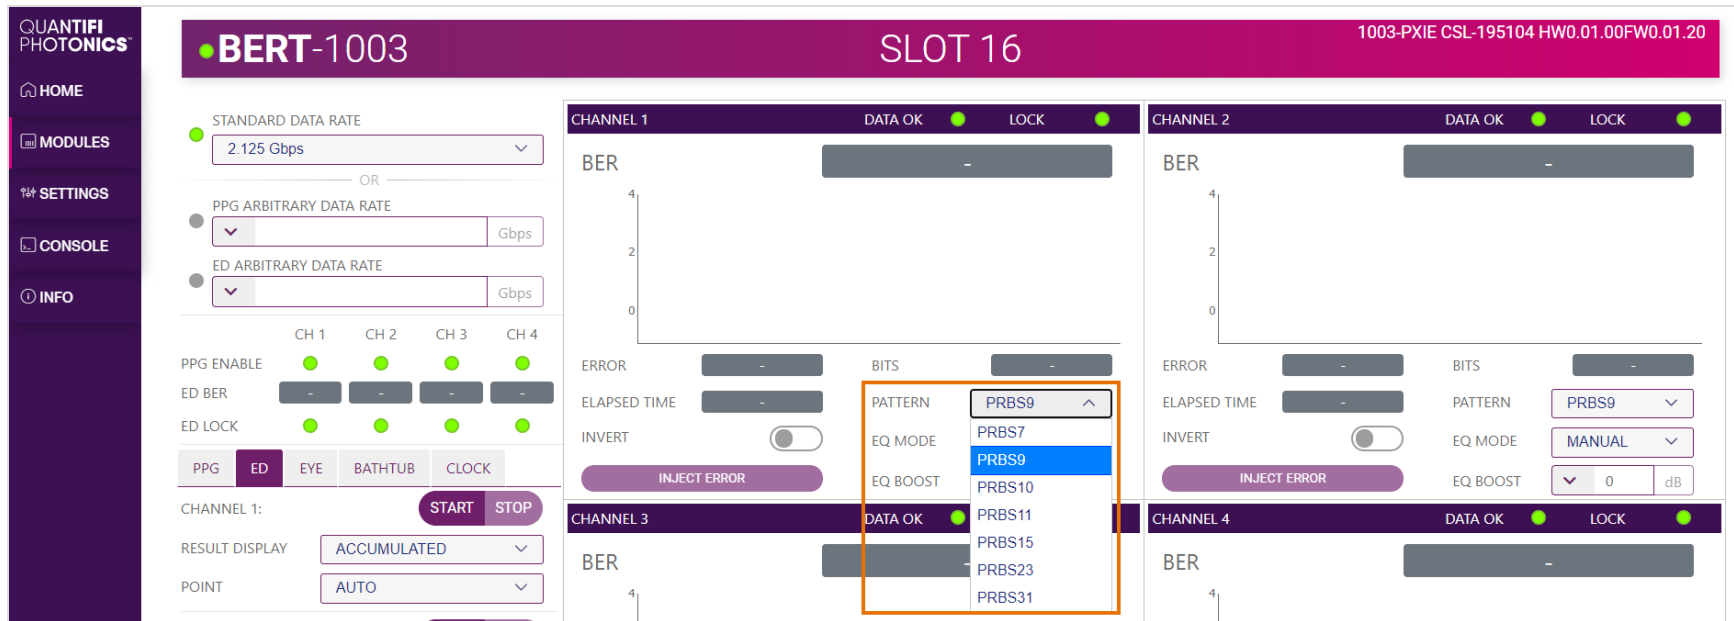 QUANTIFI
PHOTONICS™
HOME
MODULES
SETTINGS
CONSOLE
INFO
BERT-1003
SLOT 16
1003-PXIE CSL-195104 HW0.01.00FW0.01.20
STANDARD DATA RATE
2.125 Gbps
OR
PPG ARBITRARY DATA RATE
Gbps
ED ARBITRARY DATA RATE
Gbps
CH 1 CH 2 CH 3 CH 4
PPG ENABLE
ED BER - - - -
ED LOCK
PPG ED EYE BATHTUB CLOCK
CHANNEL 1: START STOP
RESULT DISPLAY ACCUMULATED
POINT AUTO
CHANNEL 1 DATA OK LOCK
BER -
4
2
0
ERROR - BITS -
ELAPSED TIME - PATTERN PRBS9
INVERT EQ MODE
INJECT ERROR EQ BOOST
PRBS7
PRBS9
PRBS10
PRBS11
PRBS15
PRBS23
PRBS31
CHANNEL 2 DATA OK LOCK
BER -
4
2
0
ERROR - BITS -
ELAPSED TIME - PATTERN PRBS9
INVERT EQ MODE MANUAL
INJECT ERROR EQ BOOST 0 dB
CHANNEL 3 DATA OK
BER -
4
CHANNEL 4 DATA OK LOCK
BER -
4